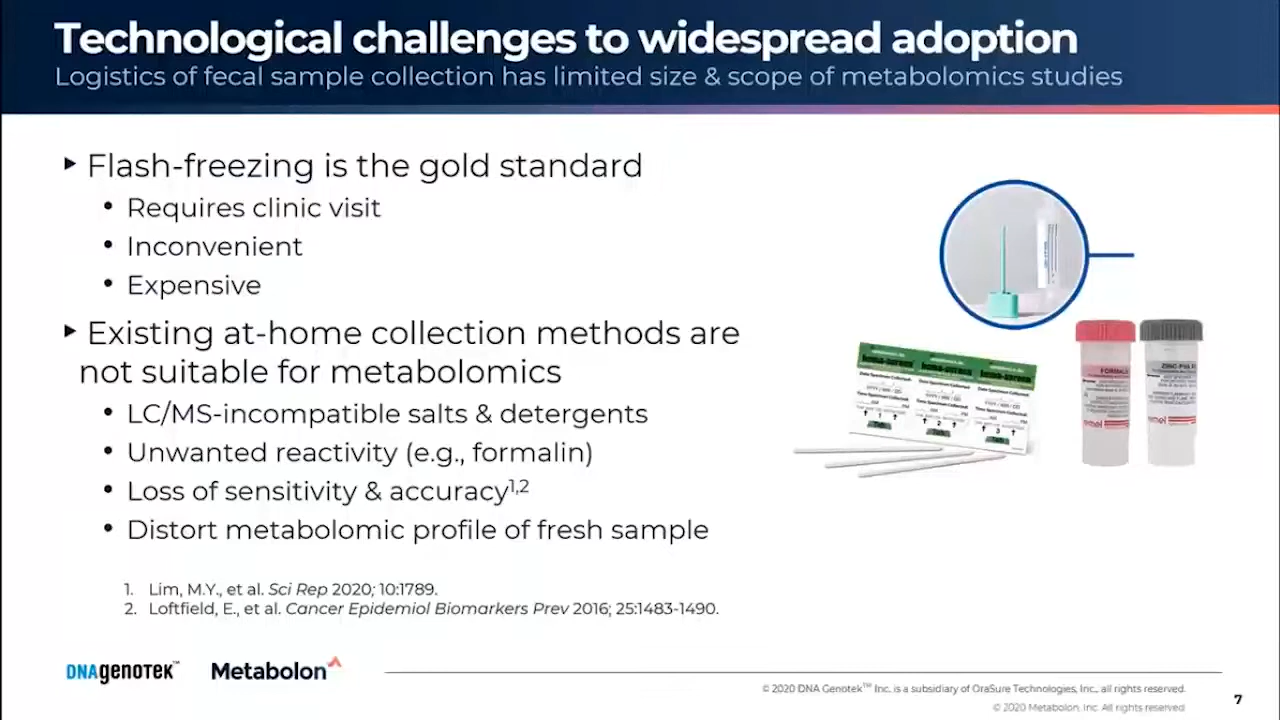 Technological challenges to widespread adoption
Logistics of fecal sample collection has limited size & scope of metabolomics studies
▸ Flash-freezing is the gold standard
• Requires clinic visit
• Inconvenient
• Expensive
▸ Existing at-home collection methods are
not suitable for metabolomics
• LC/MS-incompatible salts & detergents
• Unwanted reactivity (e.g., formalin)
• Loss of sensitivity & accuracy1,2
• Distort metabolomic profile of fresh sample
1. Lim, M.Y., et al. Sci Rep 2020; 10:1789.
2. Loftfield, E., et al. Cancer Epidemiol Biomarkers Prev 2016; 25:1483-1490.
DNAgenotek™ Metabolon
© 2020 DNA Genotek™ Inc. is a subsidiary of OraSure Technologies, Inc., all rights reserved.
© 2020 Metabolon, Inc. All rights reserved.
7